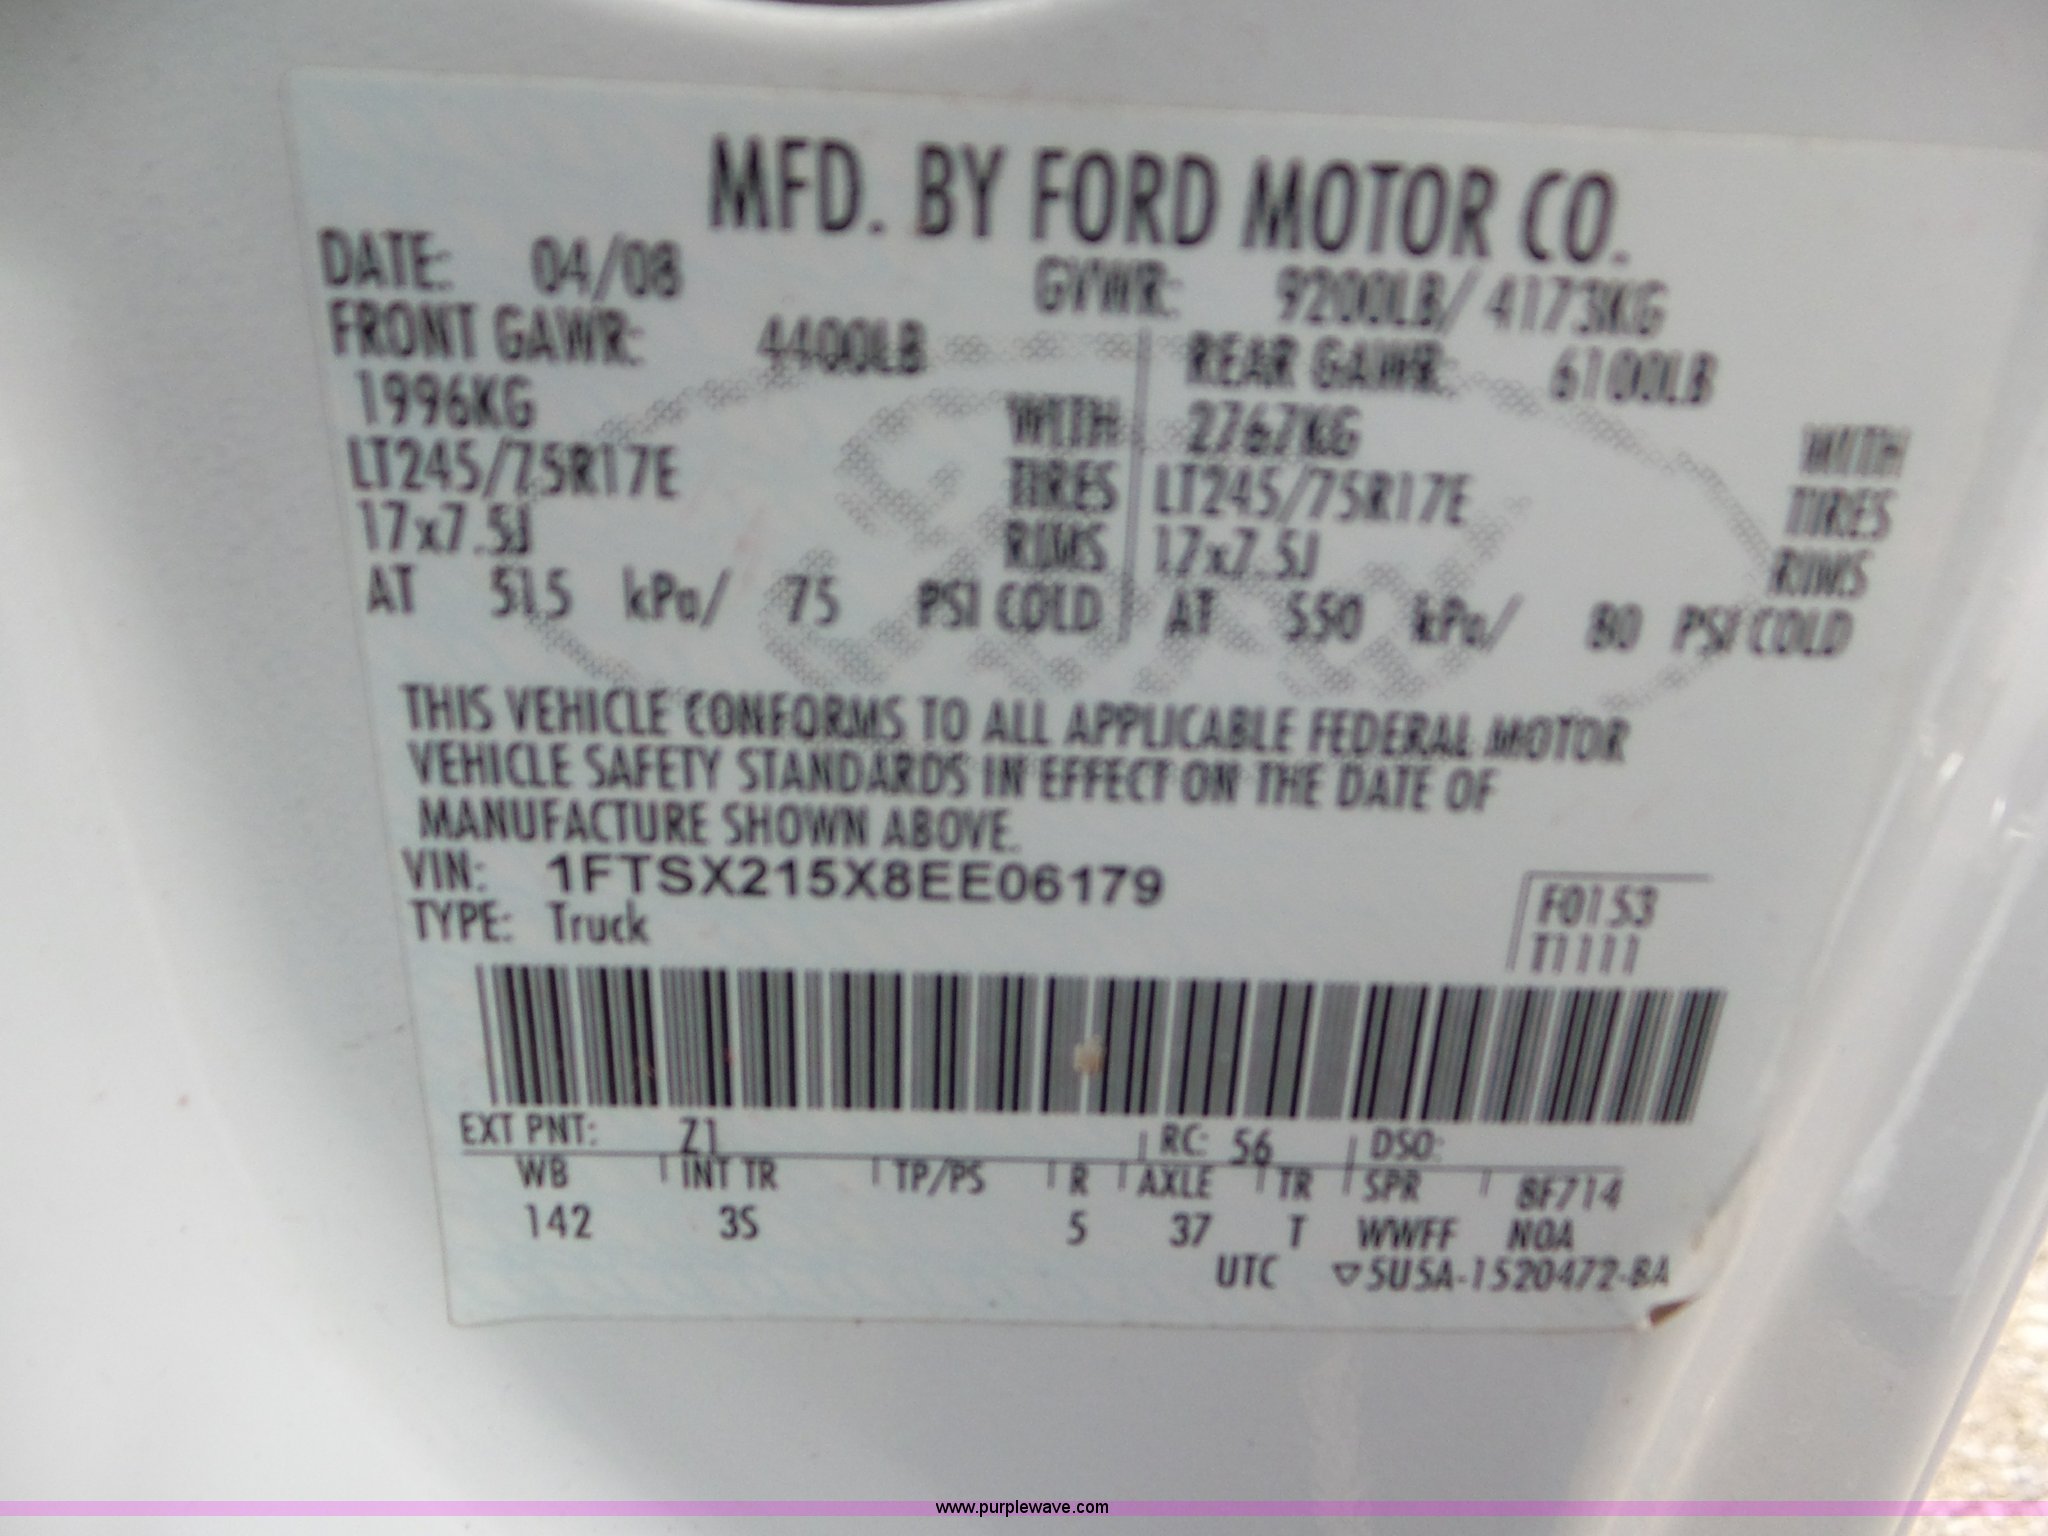 MFD. BY FORD MOTOR CO.
DATE: 04/08 GVWR: 9200LB/ 4173KG
FRONT GAWR: 4400LB REAR GAWR: 6100LB
1996KG WITH 2767KG WITH
LT245/75R17E TIRES LT245/75R17E TIRES
17x7.5J RIMS 17x7.5J RIMS
AT 515 kPa/ 75 PSI COLD AT 550 kPa/ 80 PSI COLD
THIS VEHICLE CONFORMS TO ALL APPLICABLE FEDERAL MOTOR
VEHICLE SAFETY STANDARDS IN EFFECT ON THE DATE OF
MANUFACTURE SHOWN ABOVE.
VIN: 1FTSX215X8EE06179
TYPE: Truck
F0153
T1111
EXT PNT: Z1 RC: 56 DSO:
WB INT TR TP/PS R AXLE TR SPR 8F714
142 3S 5 37 T WWFF NOA
UTC ▽5U5A-1520472-BA
www.purplewave.com